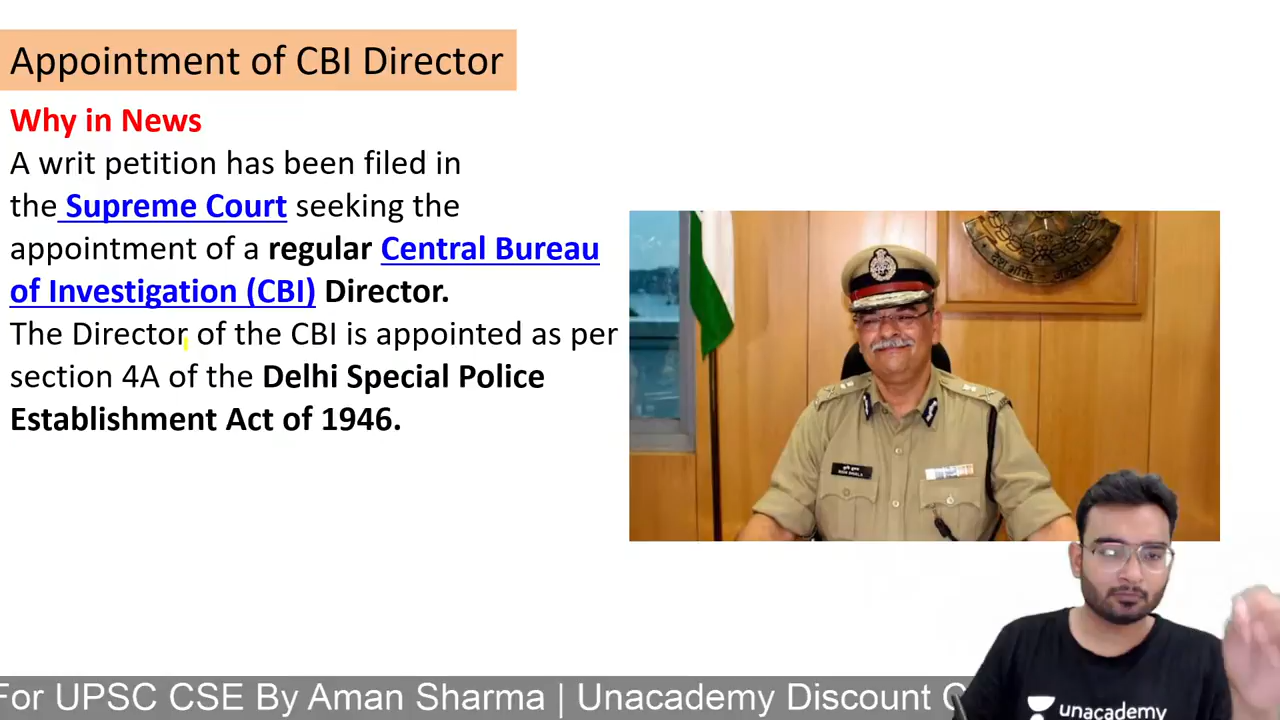 Appointment of CBI Director
Why in News
A writ petition has been filed in
the Supreme Court seeking the
appointment of a regular Central Bureau
of Investigation (CBI) Director.
The Director of the CBI is appointed as per
section 4A of the Delhi Special Police
Establishment Act of 1946.
For UPSC CSE By Aman Sharma | Unacademy Discount
unacademy